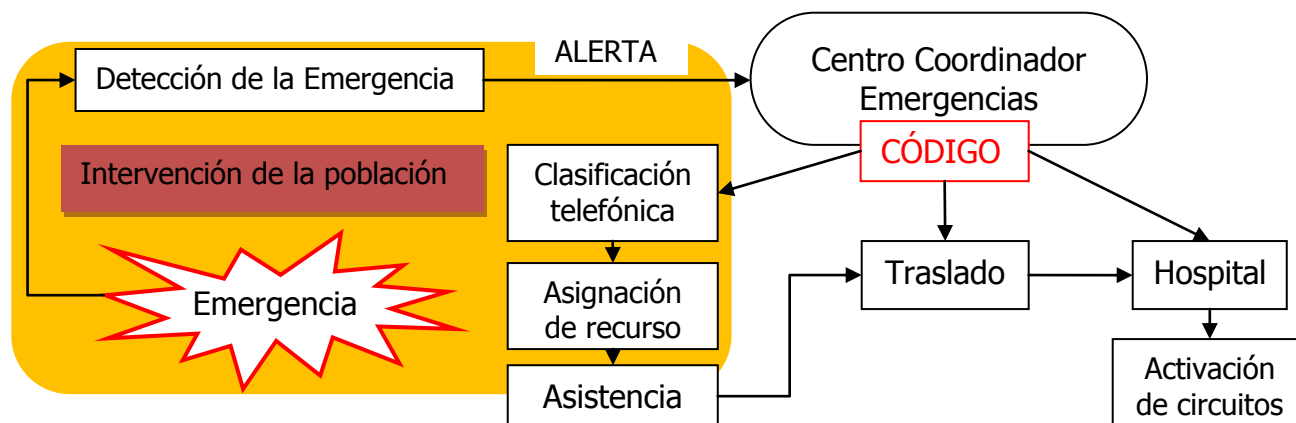 ALERTA
Detección de la Emergencia
Centro Coordinador
Emergencias
CÓDIGO
Intervención de la población
Clasificación
telefónica
Emergencia
Asignación
de recurso
Traslado
Hospital
Asistencia
Activación
de circuitos